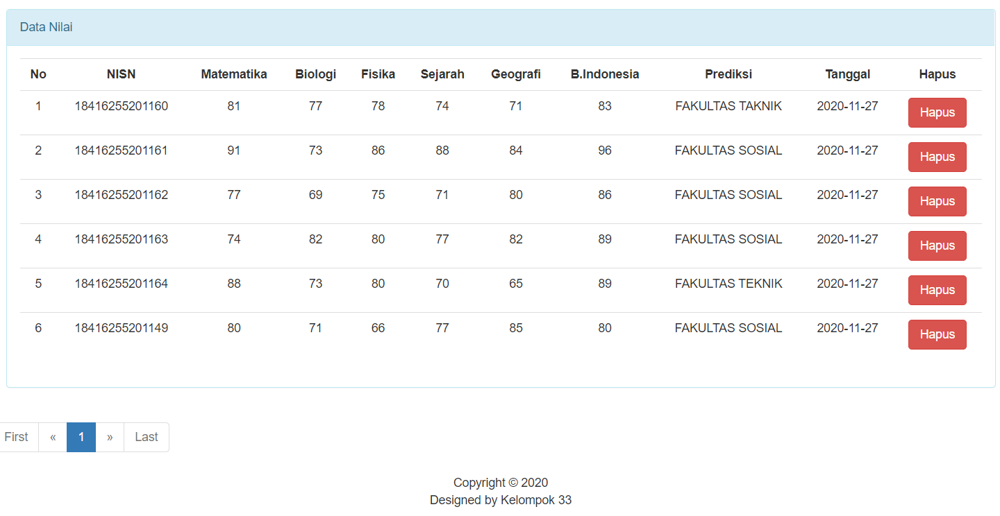 Data Nilai
No NISN Matematika Biologi Fisika Sejarah Geografi B.Indonesia Prediksi Tanggal Hapus
1 18416255201160 81 77 78 74 71 83 FAKULTAS TAKNIK 2020-11-27 Hapus
2 18416255201161 91 73 86 88 84 96 FAKULTAS SOSIAL 2020-11-27 Hapus
3 18416255201162 77 69 75 71 80 86 FAKULTAS SOSIAL 2020-11-27 Hapus
4 18416255201163 74 82 80 77 82 89 FAKULTAS SOSIAL 2020-11-27 Hapus
5 18416255201164 88 73 80 70 65 89 FAKULTAS TEKNIK 2020-11-27 Hapus
6 18416255201149 80 71 66 77 85 80 FAKULTAS SOSIAL 2020-11-27 Hapus
First « 1 » Last
Copyright © 2020
Designed by Kelompok 33